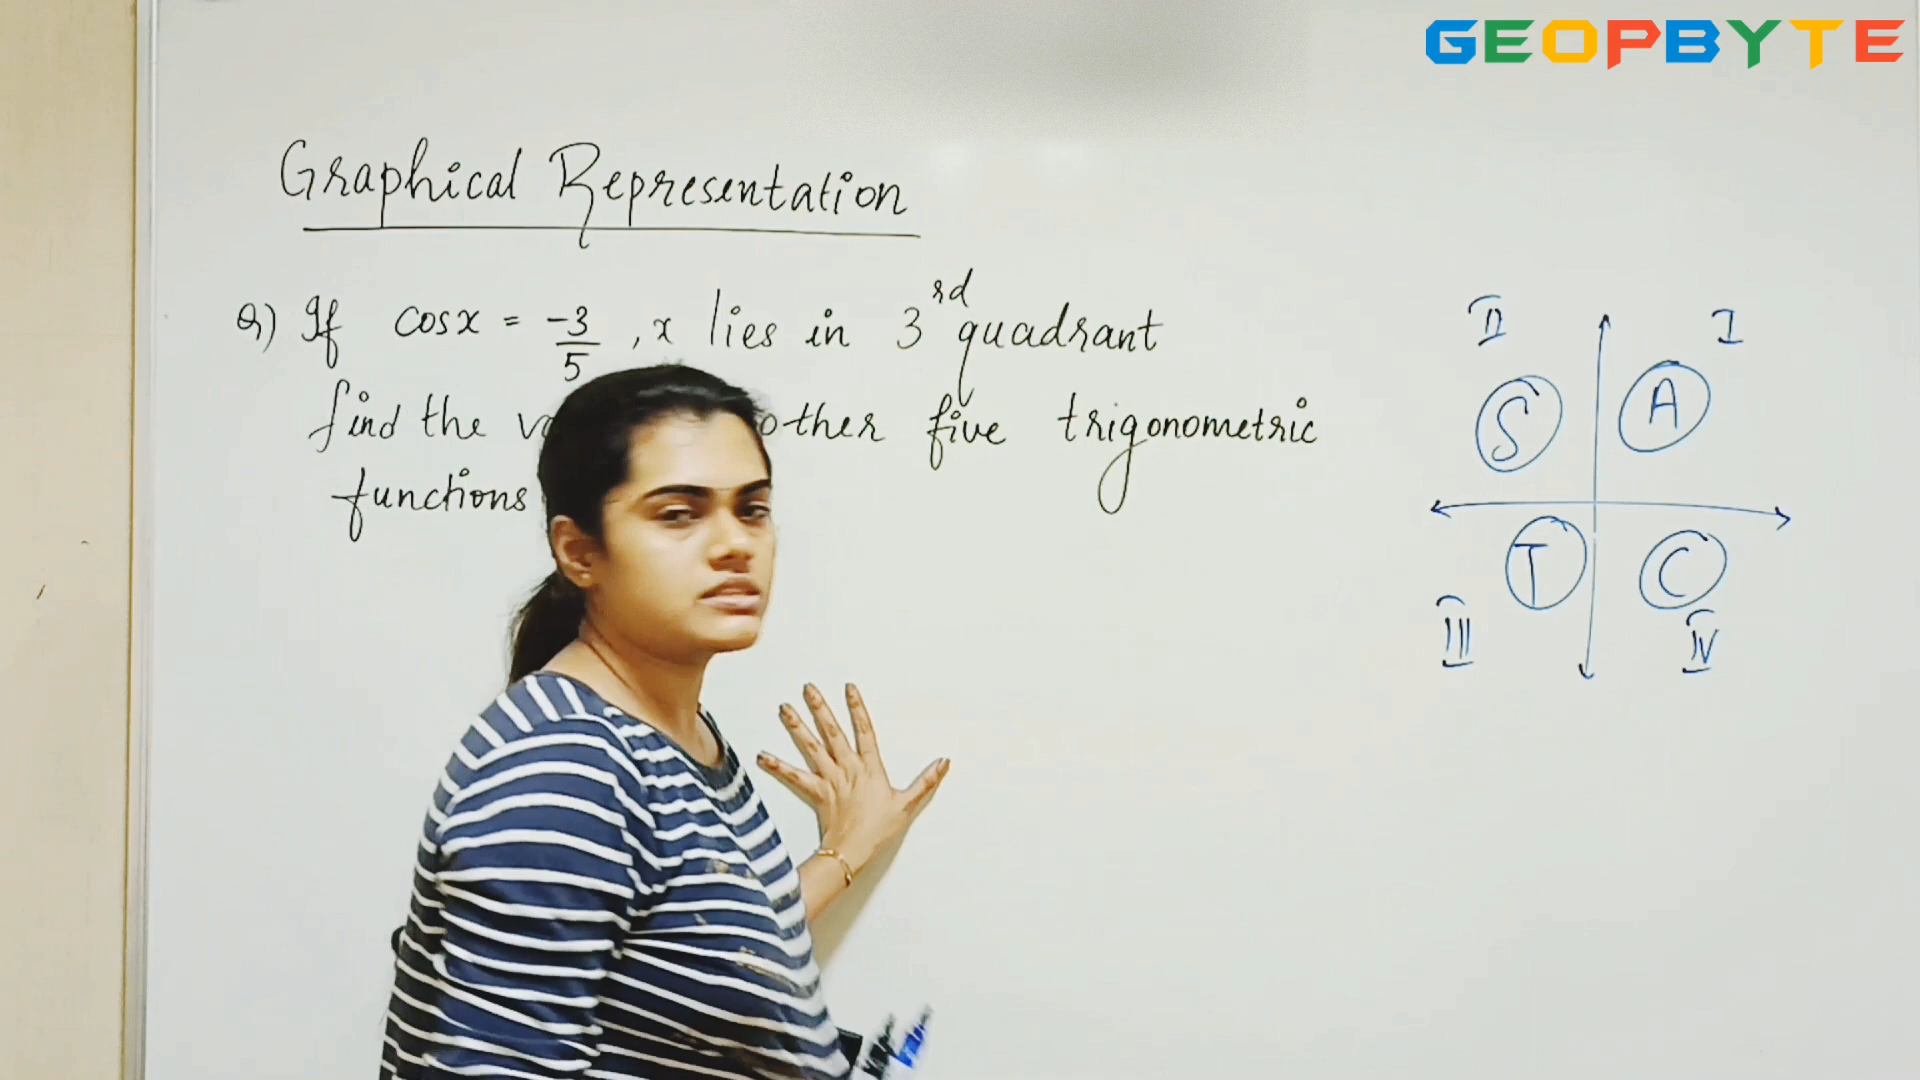 GEOPBYTE
Graphical Representation
Q) If cosx = -3/5 , x lies in 3rd quadrant
find the other five trigonometric
functions
II I
S A
T C
III IV